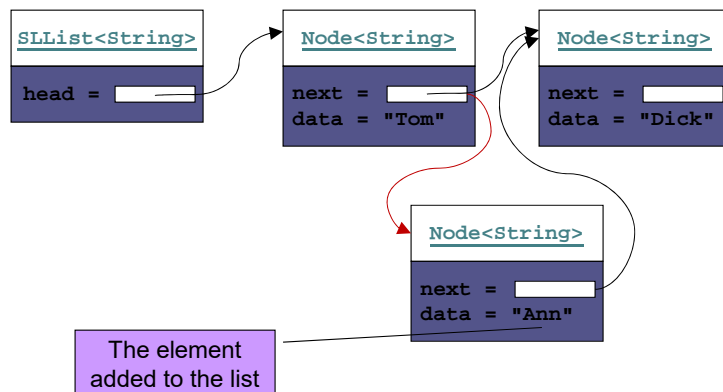 SLList<String>
head =
Node<String>
next =
data = "Tom"
Node<String>
next =
data = "Dick"
Node<String>
next =
data = "Ann"
The element
added to the list